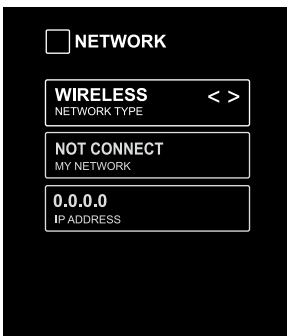 NETWORK
WIRELESS < >
NETWORK TYPE
NOT CONNECT
MY NETWORK
0.0.0.0
IP ADDRESS